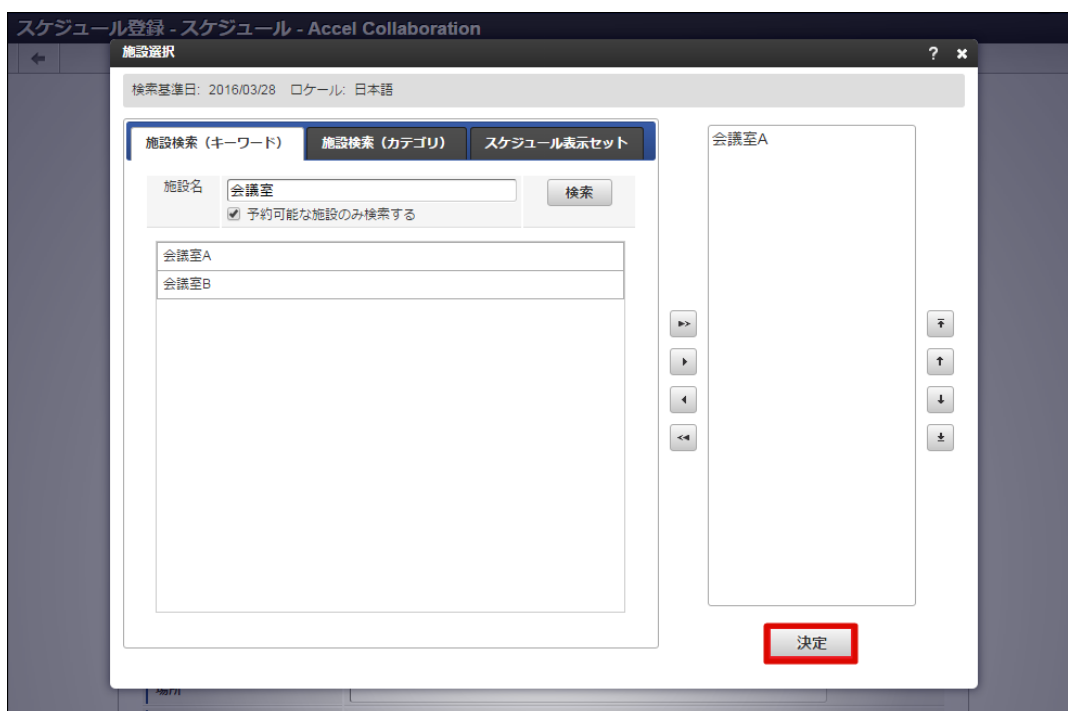 スケジュール登録 - スケジュール - Accel Collaboration
施設選択
?
検索基準日: 2016/03/28 ロケール: 日本語
施設検索（キーワード） 施設検索（カテゴリ） スケジュール表示セット
施設名 会議室 検索
予約可能な施設のみ検索する
会議室A
会議室B
会議室A
決定
場所